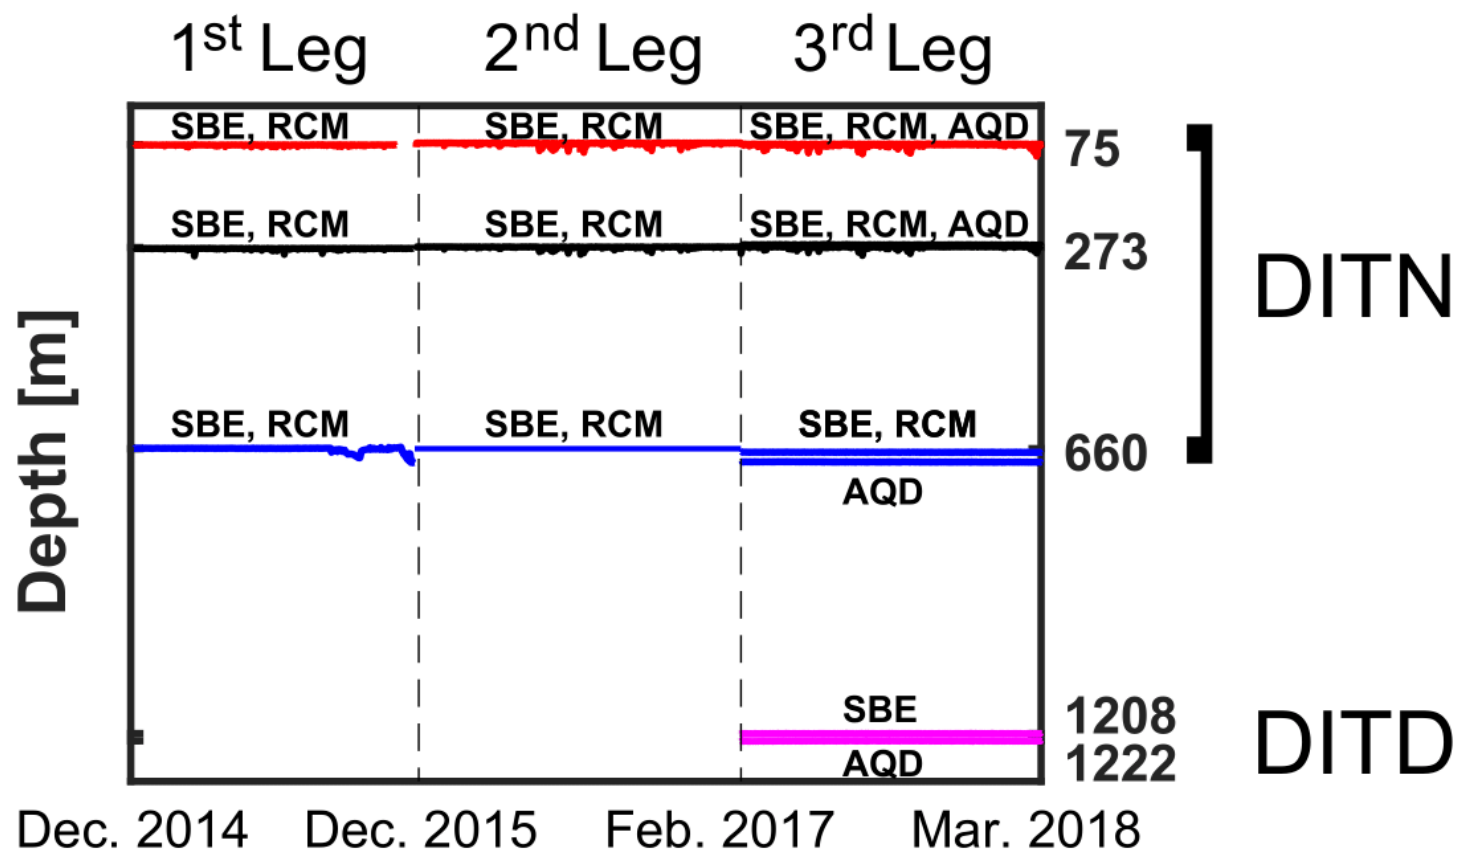 1st Leg 2nd Leg 3rd Leg
SBE, RCM SBE, RCM SBE, RCM, AQD 75
SBE, RCM SBE, RCM SBE, RCM, AQD 273
DITN
Depth [m]
SBE, RCM SBE, RCM SBE, RCM 660
AQD
SBE 1208
DITD
AQD 1222
Dec. 2014 Dec. 2015 Feb. 2017 Mar. 2018